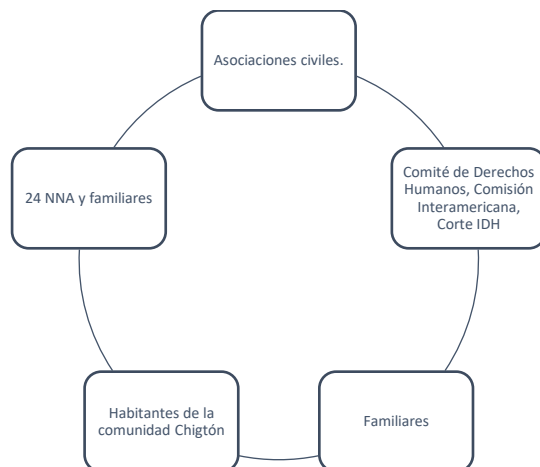 Asociaciones civiles.
Comité de Derechos
Humanos, Comisión
Interamericana,
Corte IDH
Familiares
Habitantes de la
comunidad Chigtón
24 NNA y familiares